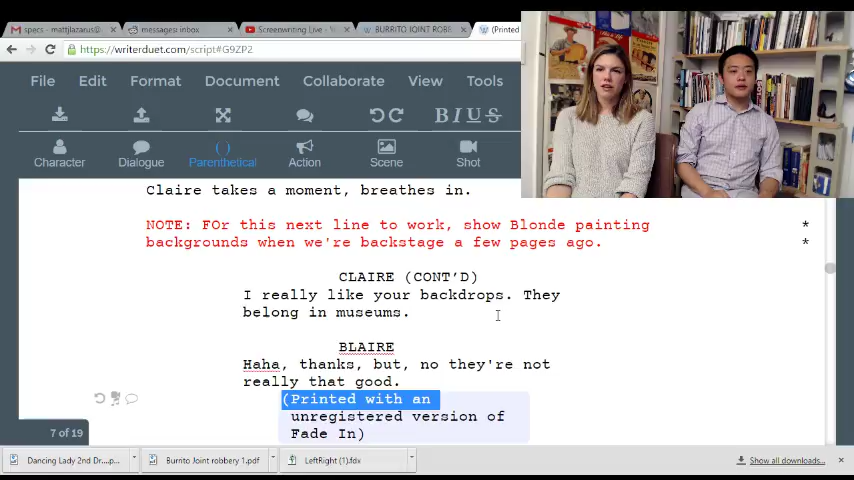 specs - mattjlazarus@
messages: inbox
Screenwriting Live -
BURRITO JOINT ROBB
(Printed
https://writerduet.com/script#G9ZP2
File Edit Format Document Collaborate View Tools
B I U S
Character Dialogue Parenthetical Action Scene Shot
Claire takes a moment, breathes in.
NOTE: FOr this next line to work, show Blonde painting *
backgrounds when we're backstage a few pages ago. *
CLAIRE (CONT'D)
I really like your backdrops. They
belong in museums.
BLAIRE
Haha, thanks, but, no they're not
really that good.
(Printed with an
unregistered version of
Fade In)
7 of 19
Dancing Lady 2nd Dr....p...
Burrito Joint robbery 1.pdf
LeftRight (1).fdx
Show all downloads...